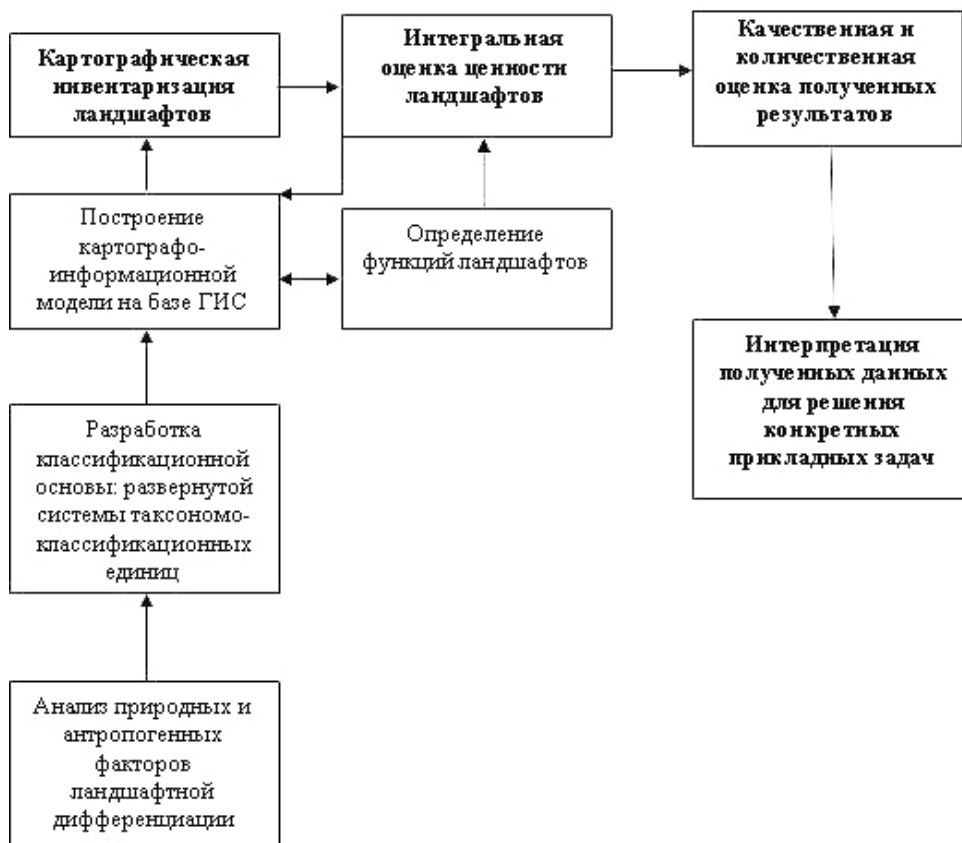 Картографическая
инвентаризация
ландшафтов
Интегральная
оценка ценности
ландшафтов
Качественная и
количественная
оценка полученных
результатов
Построение
картографо-
информационной
модели на базе ГИС
Определение
функций ландшафтов
Интерпретация
полученных данных
для решения
конкретных
прикладных задач
Разработка
классификационной
основы: развернутой
системы таксономо-
классификационных
единиц
Анализ природных и
антропогенных
факторов
ландшафтной
дифференциации